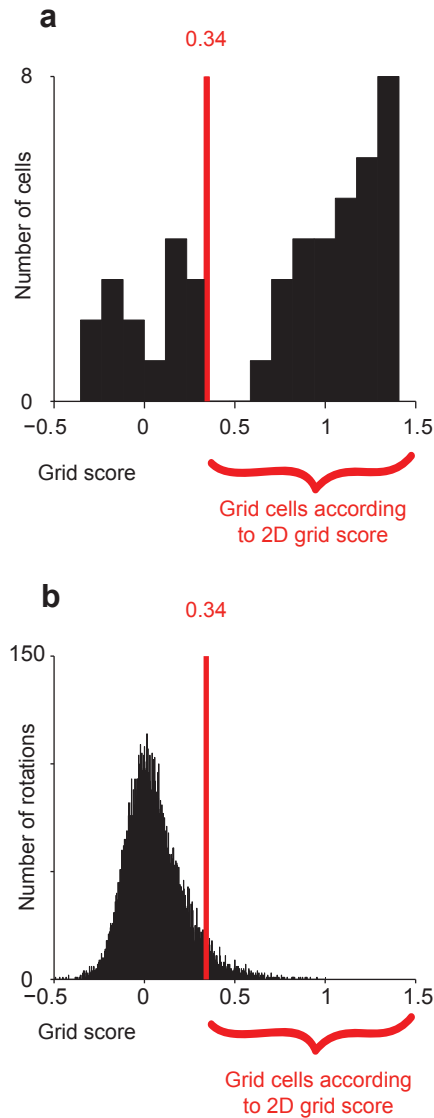 a
0.34
8
Number of cells
0
−0.5 0 0.5 1 1.5
Grid score
Grid cells according
to 2D grid score
b
0.34
150
Number of rotations
0
−0.5 0 0.5 1 1.5
Grid score
Grid cells according
to 2D grid score